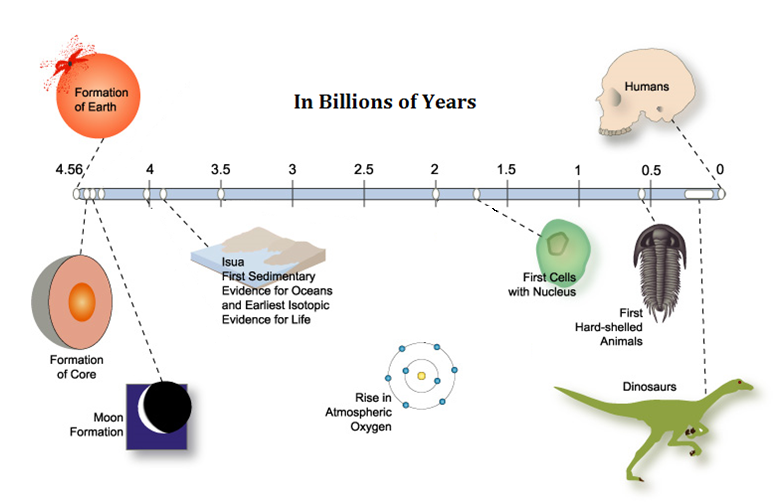 Formation
of Earth
In Billions of Years
Humans
4.56
4
3.5
3
2.5
2
1.5
1
0.5
0
Isua
First Sedimentary
Evidence for Oceans
and Earliest Isotopic
Evidence for Life
First Cells
with Nucleus
First
Hard-shelled
Animals
Formation
of Core
Moon
Formation
Rise in
Atmospheric
Oxygen
Dinosaurs